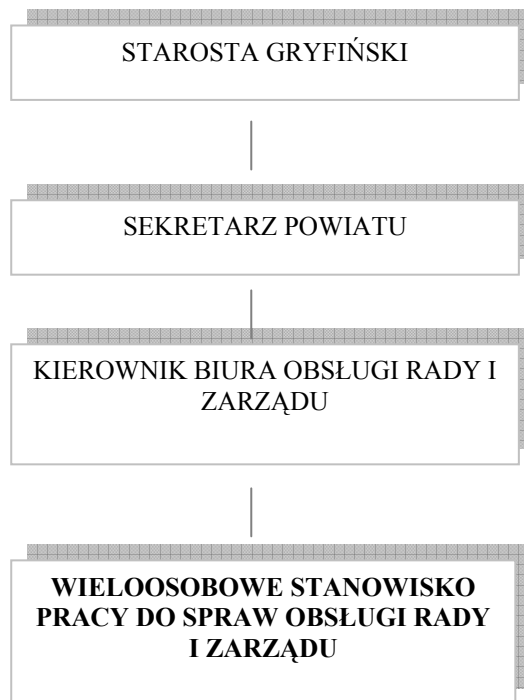 STAROSTA GRYFIŃSKI
SEKRETARZ POWIATU
KIEROWNIK BIURA OBSŁUGI RADY I
ZARZĄDU
WIELOOSOBOWE STANOWISKO
PRACY DO SPRAW OBSŁUGI RADY
I ZARZĄDU